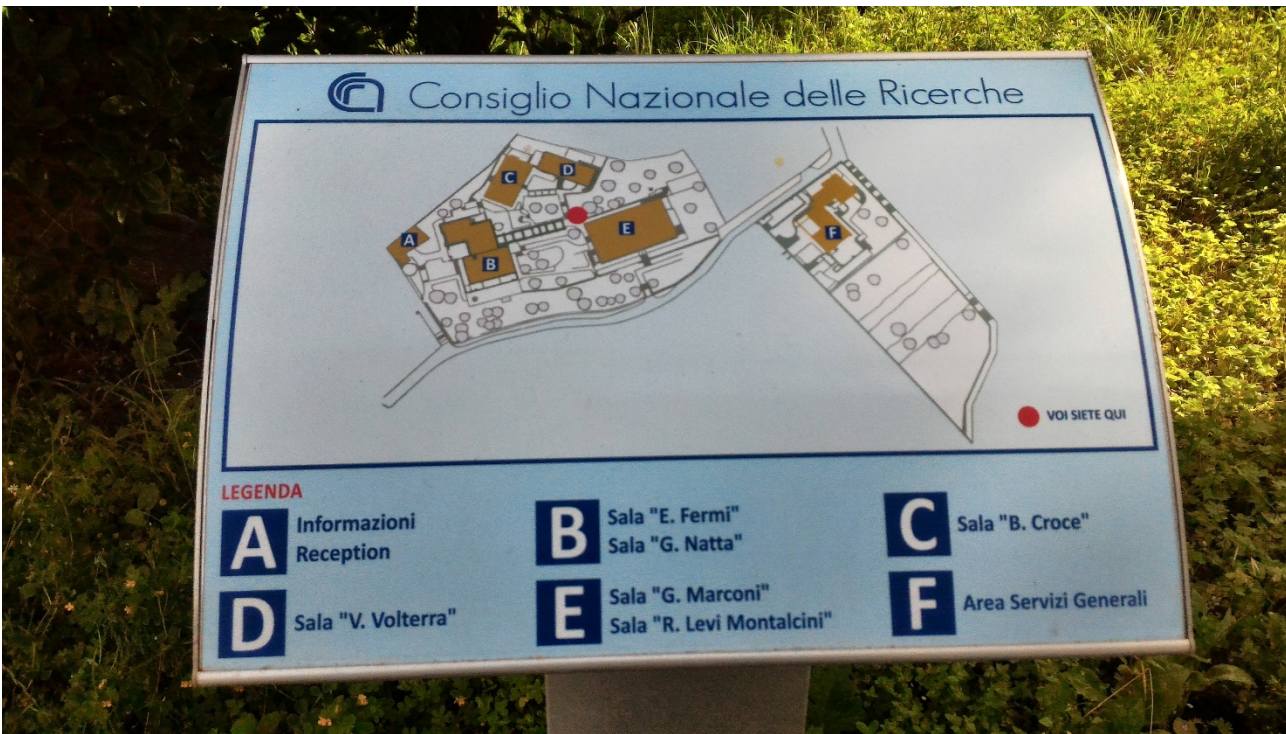 Consiglio Nazionale delle Ricerche
C
D
A
B
E
F
VOI SIETE QUI
LEGENDA
A
Informazioni
Reception
B
Sala "E. Fermi"
Sala "G. Natta"
C
Sala "B. Croce"
D
Sala "V. Volterra"
E
Sala "G. Marconi"
Sala "R. Levi Montalcini"
F
Area Servizi Generali